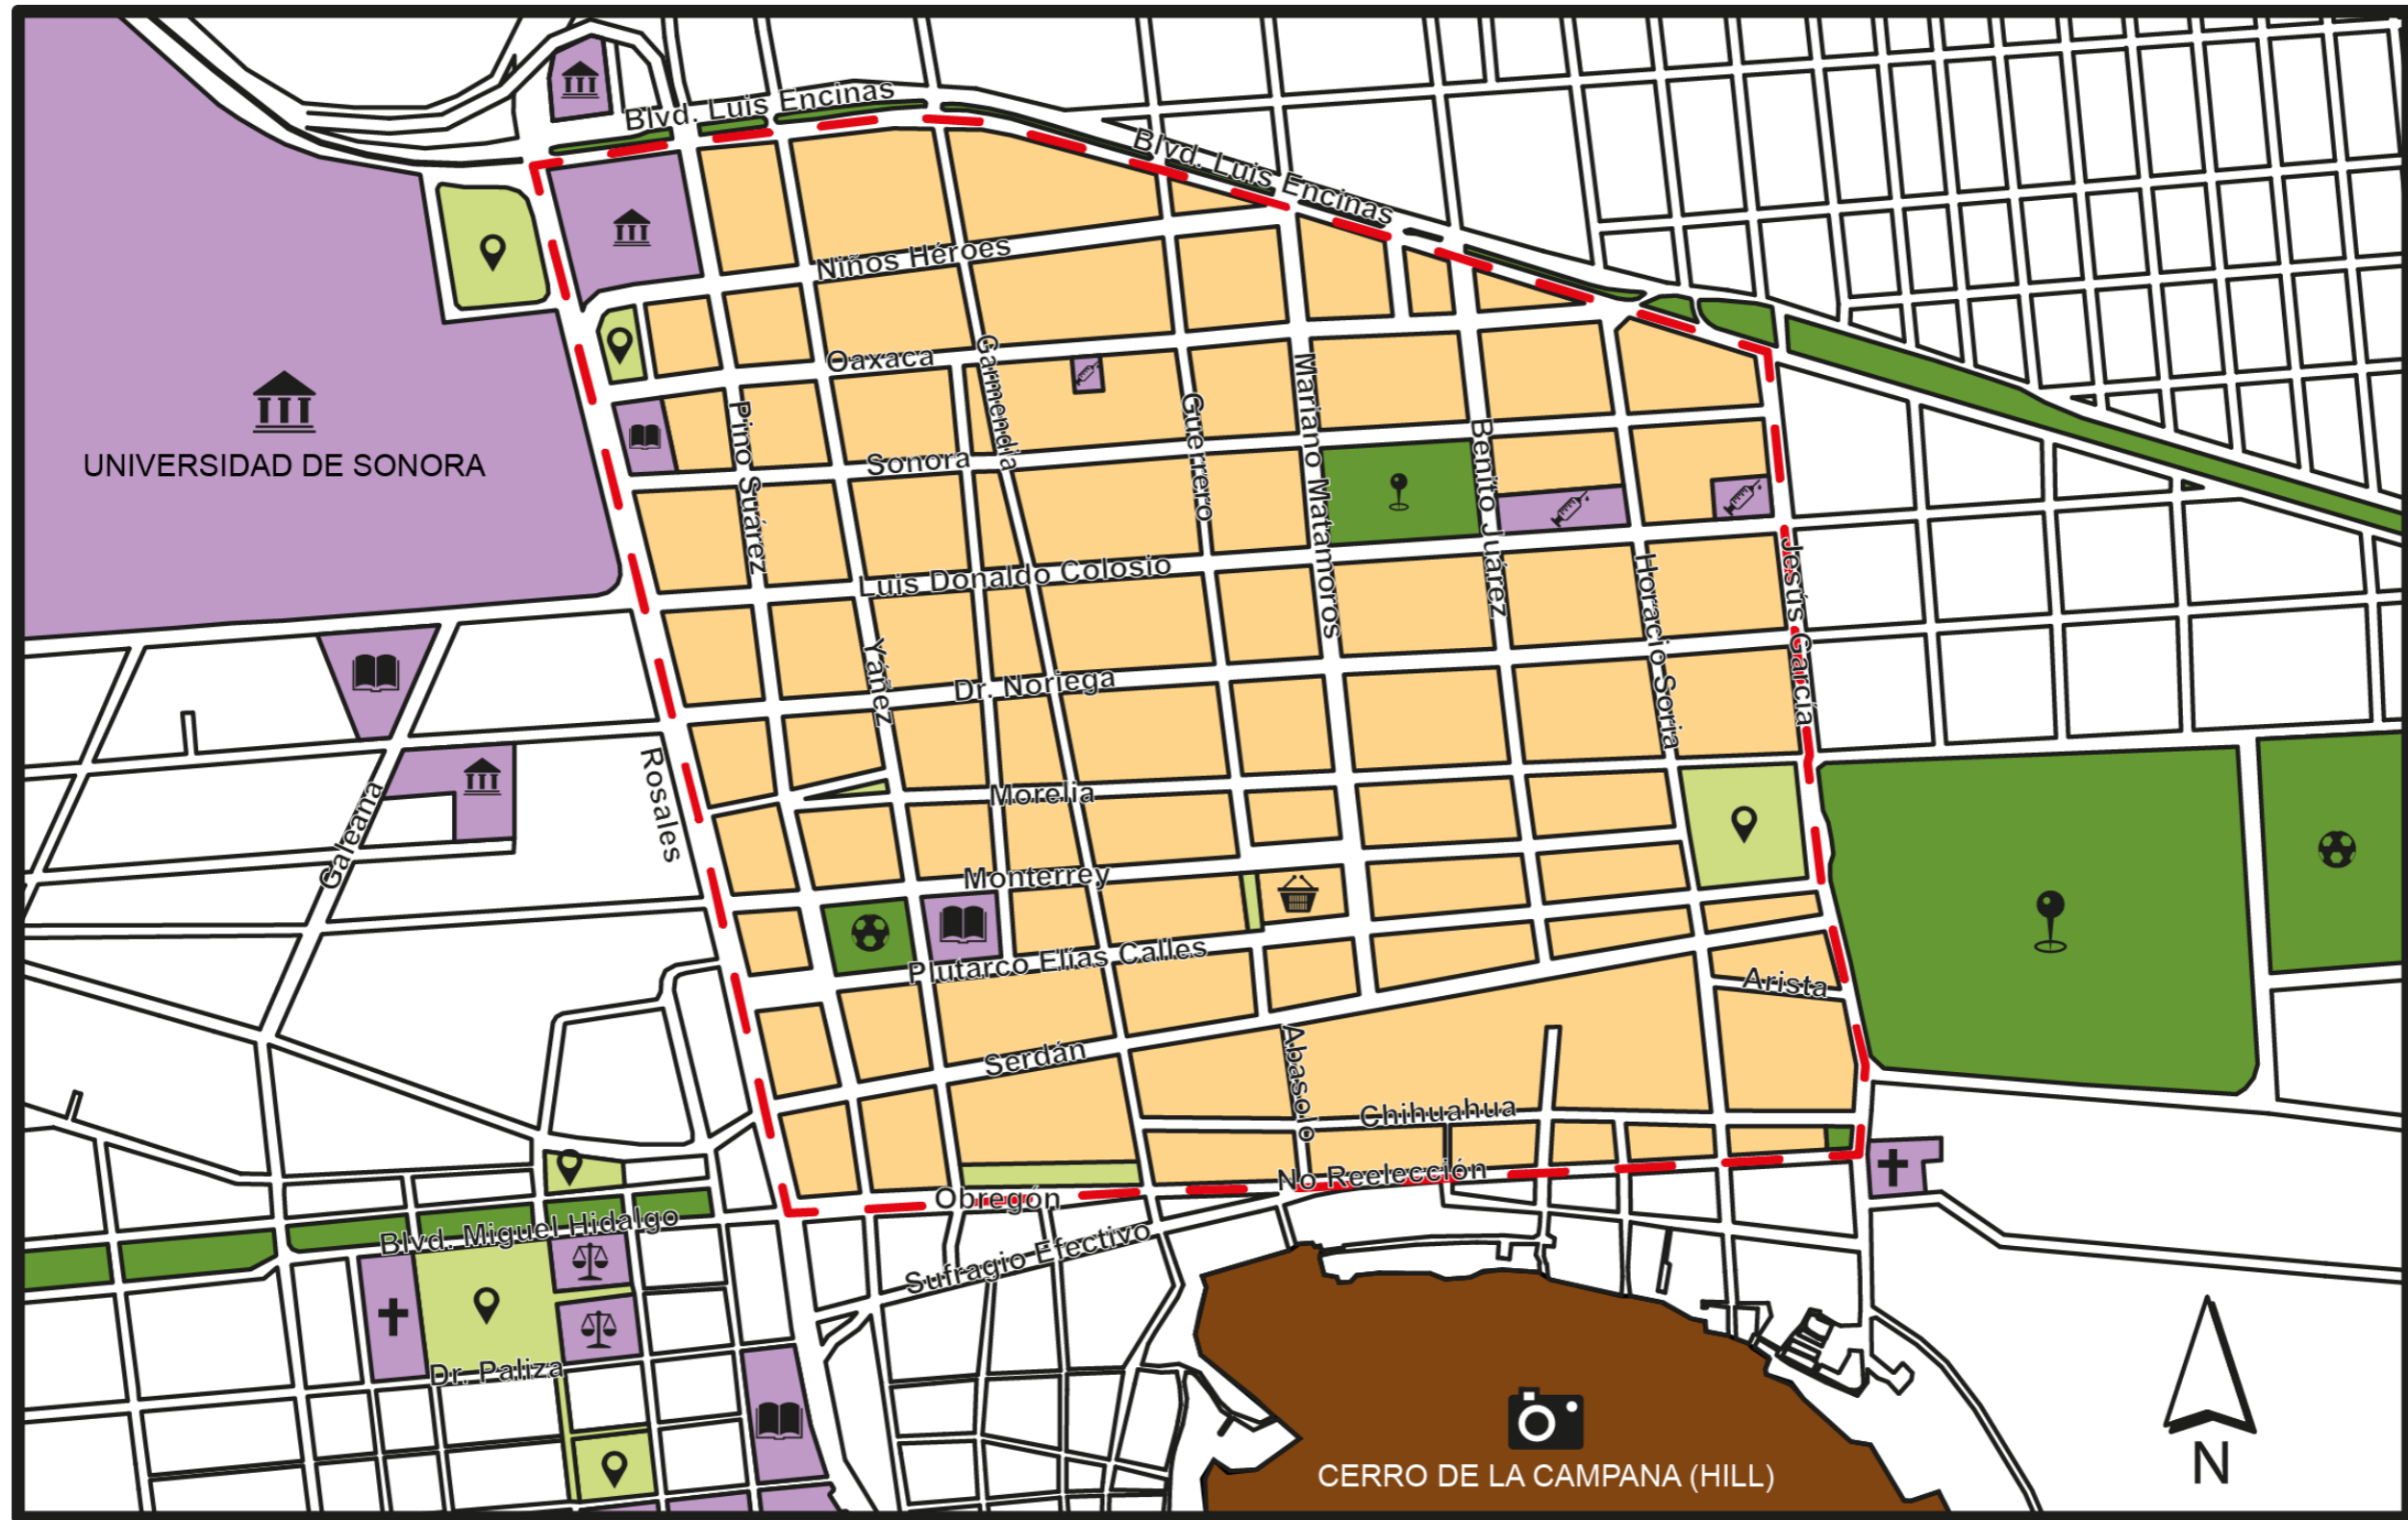 Blvd. Luis Encinas
Blvd. Luis Encinas
Niños Héroes
Oaxaca
Garmendia
Mariano Matamoros
Guerrero
Pino Suárez
Benito Juárez
Sonora
UNIVERSIDAD DE SONORA
Luis Donaldo Colosio
Jesús García
Horacio Soria
Yáñez
Dr. Noriega
Rosales
Morelia
Galeana
Monterrey
Plutarco Elías Calles
Arista
Serdán
Abasolo
Chihuahua
No Reelección
Obregón
Blvd. Miguel Hidalgo
Sufragio Efectivo
Dr. Paliza
CERRO DE LA CAMPANA (HILL)
N